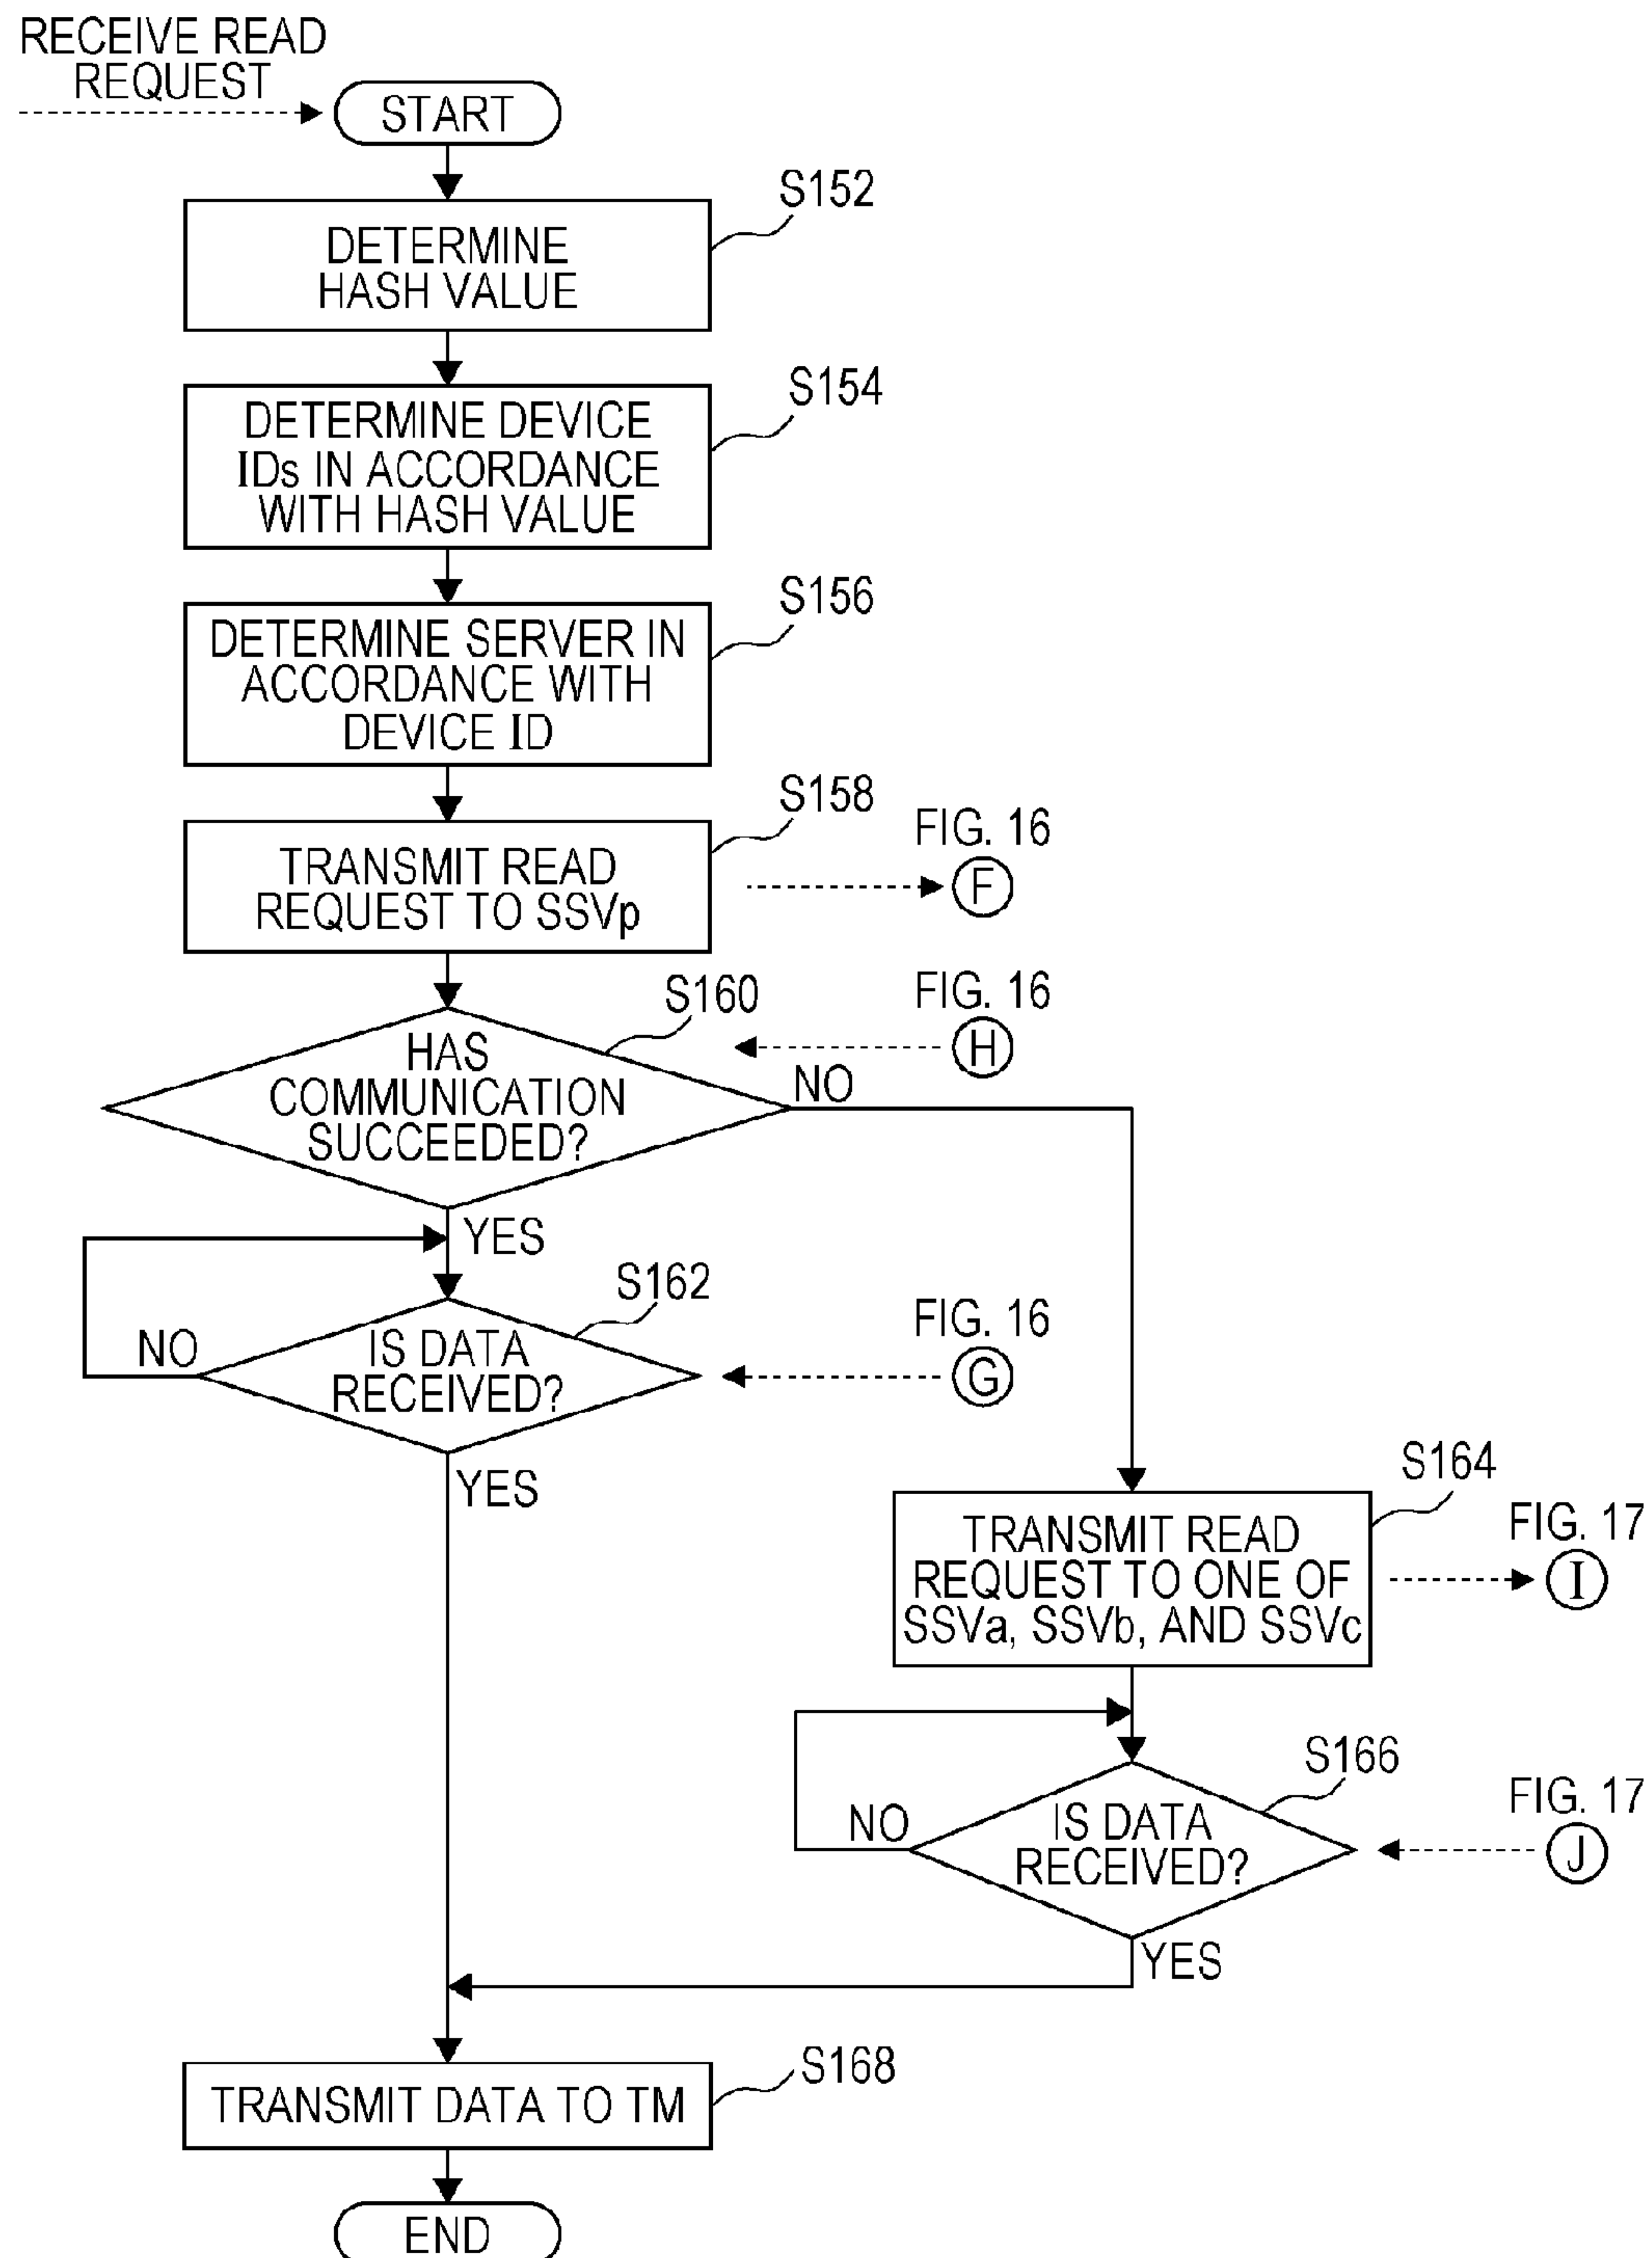 RECEIVE READ
REQUEST
START
S152
DETERMINE
HASH VALUE
S154
DETERMINE DEVICE
IDs IN ACCORDANCE
WITH HASH VALUE
S156
DETERMINE SERVER IN
ACCORDANCE WITH
DEVICE ID
S158
TRANSMIT READ
REQUEST TO SSVp
FIG. 16
F
S160
HAS
COMMUNICATION
SUCCEEDED?
FIG. 16
H
NO
YES
S162
IS DATA
RECEIVED?
NO
FIG. 16
G
YES
S164
TRANSMIT READ
REQUEST TO ONE OF
SSVa, SSVb, AND SSVc
FIG. 17
I
S166
IS DATA
RECEIVED?
NO
FIG. 17
J
YES
S168
TRANSMIT DATA TO TM
END